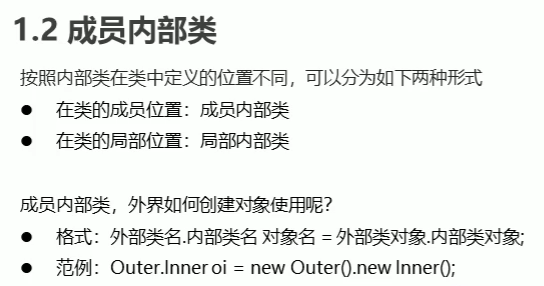 1.2 成员内部类
按照内部类在类中定义的位置不同，可以分为如下两种形式
● 在类的成员位置：成员内部类
● 在类的局部位置：局部内部类
成员内部类，外界如何创建对象使用呢？
● 格式：外部类名.内部类名 对象名 = 外部类对象.内部类对象;
● 范例：Outer.Inner oi = new Outer().new Inner();